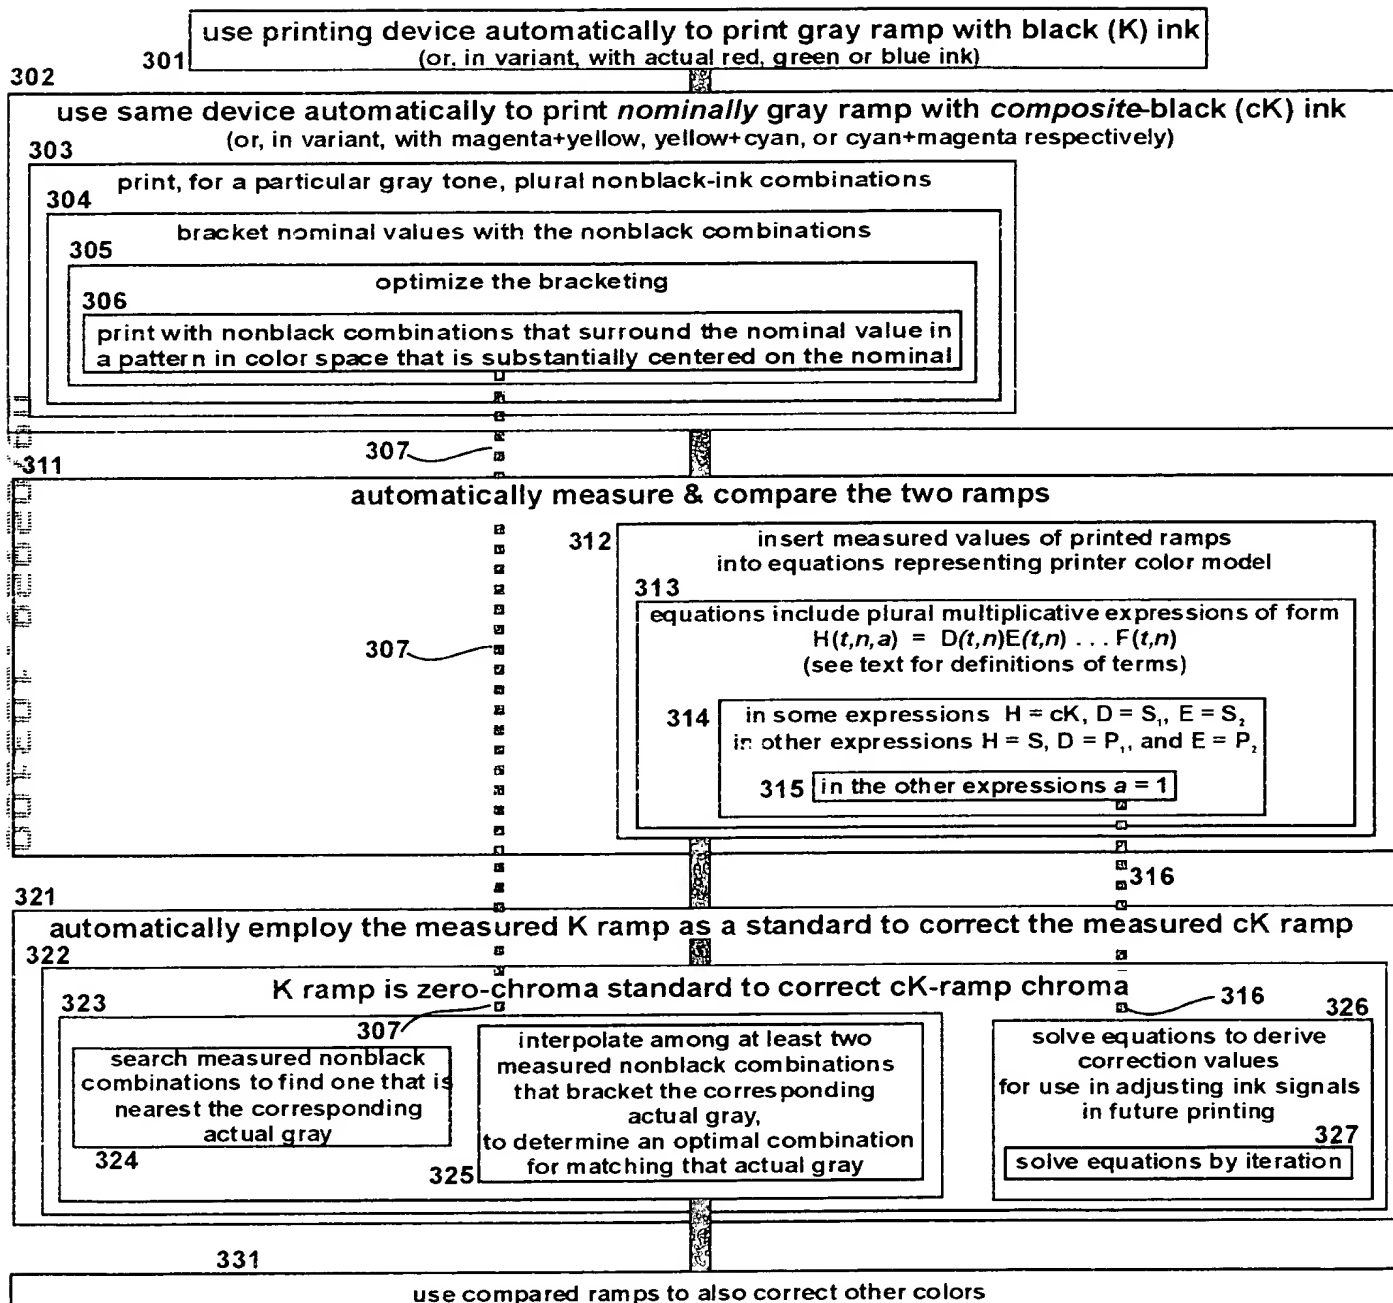 use printing device automatically to print gray ramp with black (K) ink
(or, in variant, with actual red, green or blue ink)
301
302
use same device automatically to print nominally gray ramp with composite-black (cK) ink
(or, in variant, with magenta+yellow, yellow+cyan, or cyan+magenta respectively)
303
print, for a particular gray tone, plural nonblack-ink combinations
304
bracket nominal values with the nonblack combinations
305
optimize the bracketing
306
print with nonblack combinations that surround the nominal value in
a pattern in color space that is substantially centered on the nominal
307
311
automatically measure & compare the two ramps
312
insert measured values of printed ramps
into equations representing printer color model
313
equations include plural multiplicative expressions of form
H(t,n,a) = D(t,n)E(t,n) . . . F(t,n)
(see text for definitions of terms)
307
314
in some expressions H = cK, D = S₁, E = S₂
in other expressions H = S, D = P₁, and E = P₂
315
in the other expressions a = 1
316
321
automatically employ the measured K ramp as a standard to correct the measured cK ramp
322
K ramp is zero-chroma standard to correct cK-ramp chroma
323
307
316
326
search measured nonblack
combinations to find one that is
nearest the corresponding
actual gray
324
interpolate among at least two
measured nonblack combinations
that bracket the corresponding
actual gray,
to determine an optimal combination
for matching that actual gray
325
solve equations to derive
correction values
for use in adjusting ink signals
in future printing
327
solve equations by iteration
331
use compared ramps to also correct other colors